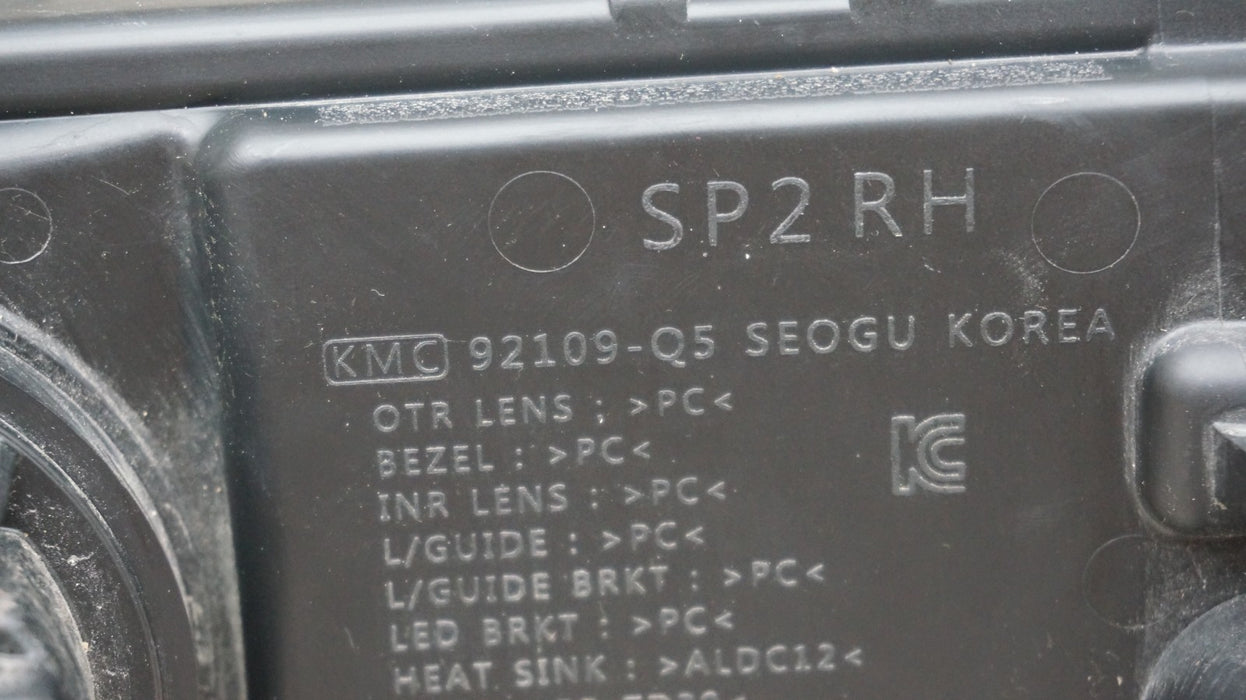 SP2 RH
KMC 92109-Q5 SEOGU KOREA
OTR LENS : >PC<
BEZEL : >PC<
INR LENS : >PC<
L/GUIDE : >PC<
L/GUIDE BRKT : >PC<
LED BRKT : >PC<
HEAT SINK : >ALDC12<
KC